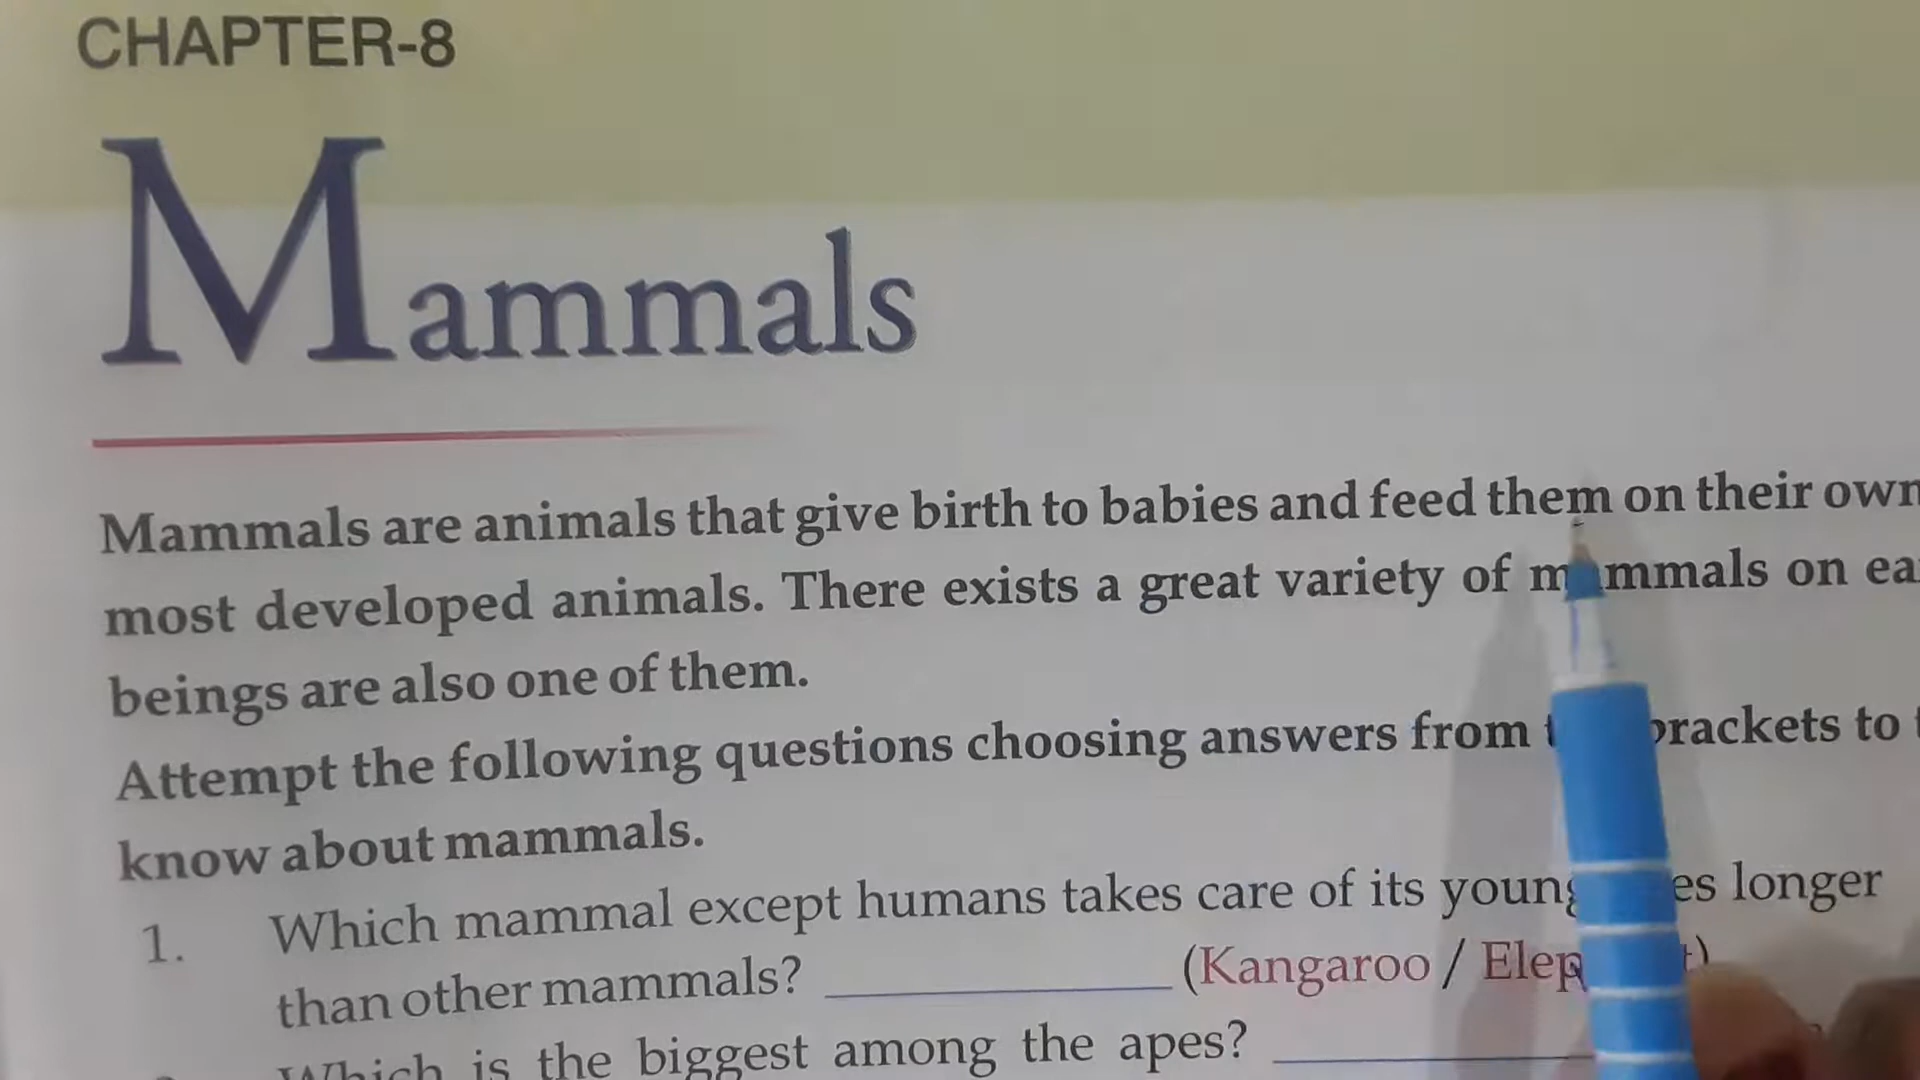 CHAPTER-8
Mammals
Mammals are animals that give birth to babies and feed them on their own
most developed animals. There exists a great variety of mammals on
beings are also one of them.
Attempt the following questions choosing answers from brackets to
know about mammals.
1. Which mammal except humans takes care of its longer
than other mammals? (Kangaroo /
Which is the biggest among the apes?